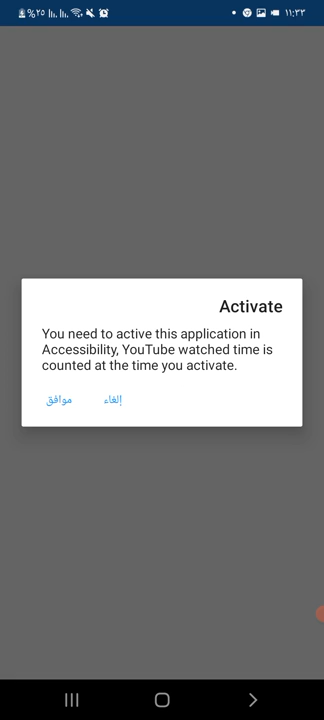 %٢٥ ١١:٣٣
Activate
You need to active this application in
Accessibility, YouTube watched time is
counted at the time you activate.
موافق إلغاء